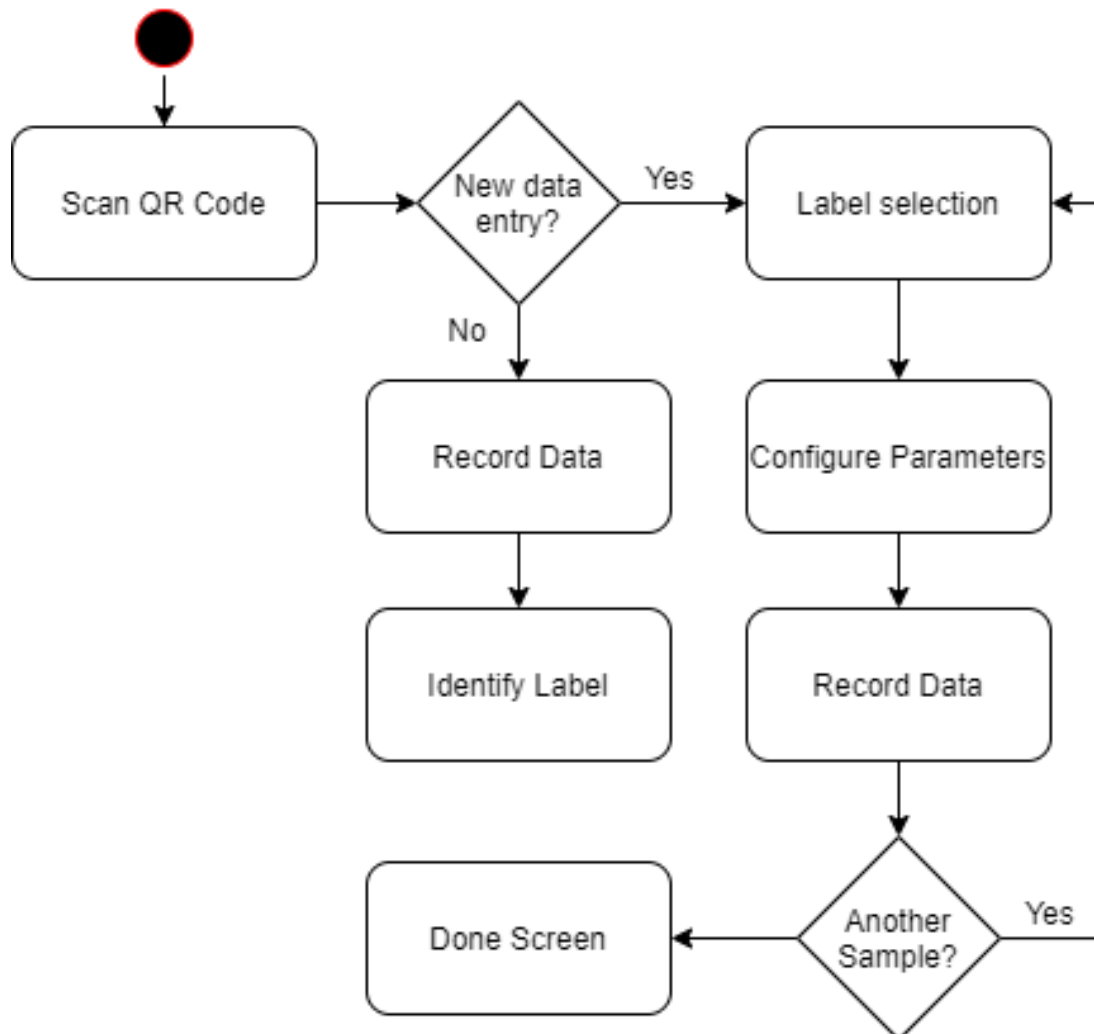 Scan QR Code
New data
entry?
Yes
Label selection
No
Record Data
Configure Parameters
Identify Label
Record Data
Done Screen
Another
Sample?
Yes